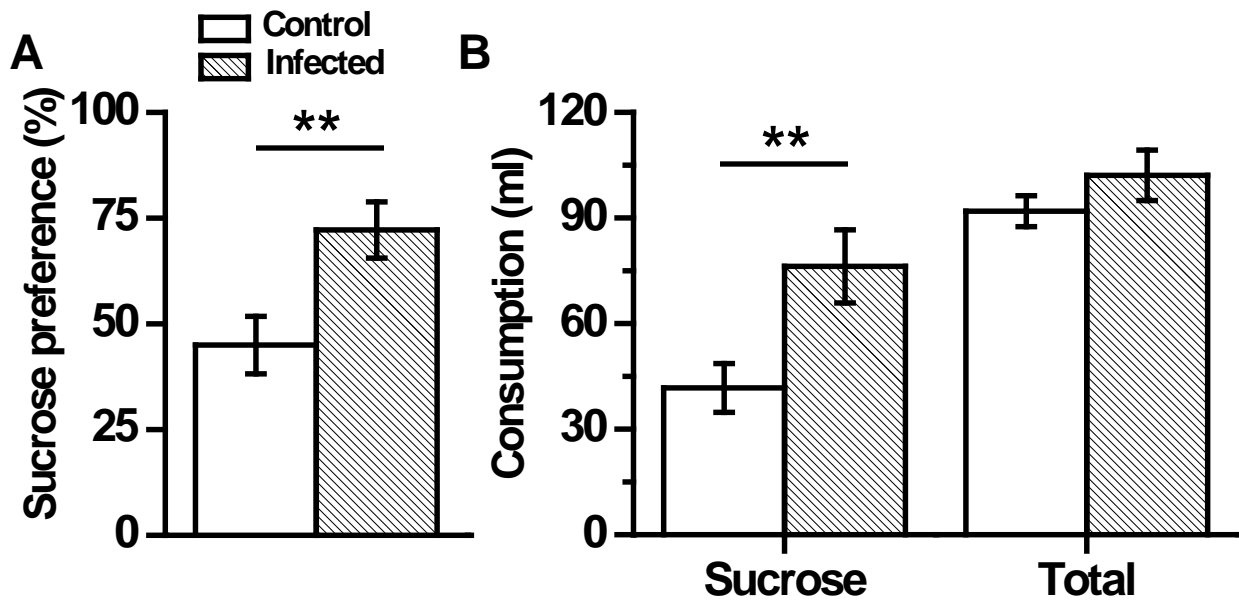 A
Control
Infected
**
Sucrose preference (%)
100
75
50
25
0
B
**
Consumption (ml)
120
90
60
30
0
Sucrose Total